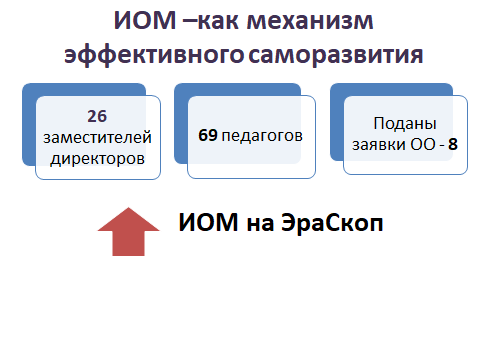 ИОМ –как механизм
эффективного саморазвития
26
заместителей
директоров
69 педагогов
Поданы
заявки ОО - 8
ИОМ на ЭраСкоп